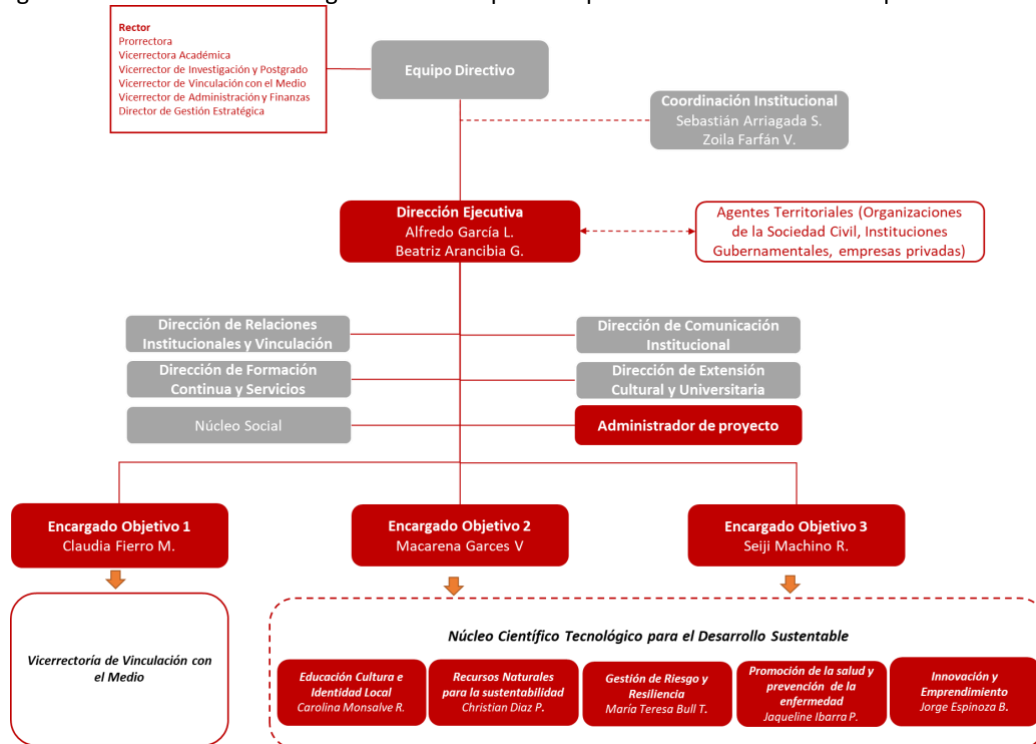 Rector
Prorrectora
Vicerrectora Académica
Vicerrector de Investigación y Postgrado
Vicerrector de Vinculación con el Medio
Vicerrector de Administración y Finanzas
Director de Gestión Estratégica
Equipo Directivo
Coordinación Institucional
Sebastián Arriagada S.
Zoila Farfán V.
Dirección Ejecutiva
Alfredo García L.
Beatriz Arancibia G.
Agentes Territoriales (Organizaciones
de la Sociedad Civil, Instituciones
Gubernamentales, empresas privadas)
Dirección de Relaciones
Institucionales y Vinculación
Dirección de Comunicación
Institucional
Dirección de Formación
Continua y Servicios
Dirección de Extensión
Cultural y Universitaria
Núcleo Social
Administrador de proyecto
Encargado Objetivo 1
Claudia Fierro M.
Encargado Objetivo 2
Macarena Garces V
Encargado Objetivo 3
Seiji Machino R.
Vicerrectoría de Vinculación con
el Medio
Núcleo Científico Tecnológico para el Desarrollo Sustentable
Educación Cultura e
Identidad Local
Carolina Monsalve R.
Recursos Naturales
para la sustentabilidad
Christian Diaz P.
Gestión de Riesgo y
Resiliencia
María Teresa Bull T.
Promoción de la salud y
prevención de la
enfermedad
Jaqueline Ibarra P.
Innovación y
Emprendimiento
Jorge Espinoza B.